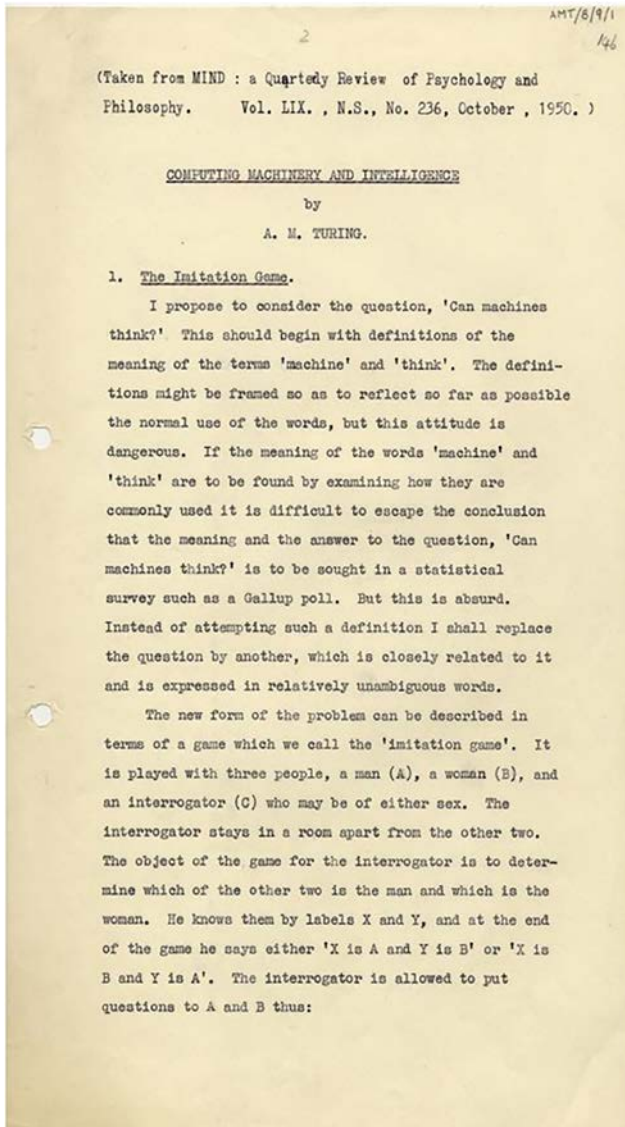 AMT/B/9/1
2
146
(Taken from MIND : a Quartedy Review of Psychology and
Philosophy. Vol. LIX. , N.S., No. 236, October , 1950. )
COMPUTING MACHINERY AND INTELLIGENCE
by
A. M. TURING.
1. The Imitation Game.
I propose to consider the question, 'Can machines
think?' This should begin with definitions of the
meaning of the terms 'machine' and 'think'. The defini-
tions might be framed so as to reflect so far as possible
the normal use of the words, but this attitude is
dangerous. If the meaning of the words 'machine' and
'think' are to be found by examining how they are
commonly used it is difficult to escape the conclusion
that the meaning and the answer to the question, 'Can
machines think?' is to be sought in a statistical
survey such as a Gallup poll. But this is absurd.
Instead of attempting such a definition I shall replace
the question by another, which is closely related to it
and is expressed in relatively unambiguous words.
The new form of the problem can be described in
terms of a game which we call the 'imitation game'. It
is played with three people, a man (A), a woman (B), and
an interrogator (C) who may be of either sex. The
interrogator stays in a room apart from the other two.
The object of the game for the interrogator is to deter-
mine which of the other two is the man and which is the
woman. He knows them by labels X and Y, and at the end
of the game he says either 'X is A and Y is B' or 'X is
B and Y is A'. The interrogator is allowed to put
questions to A and B thus: